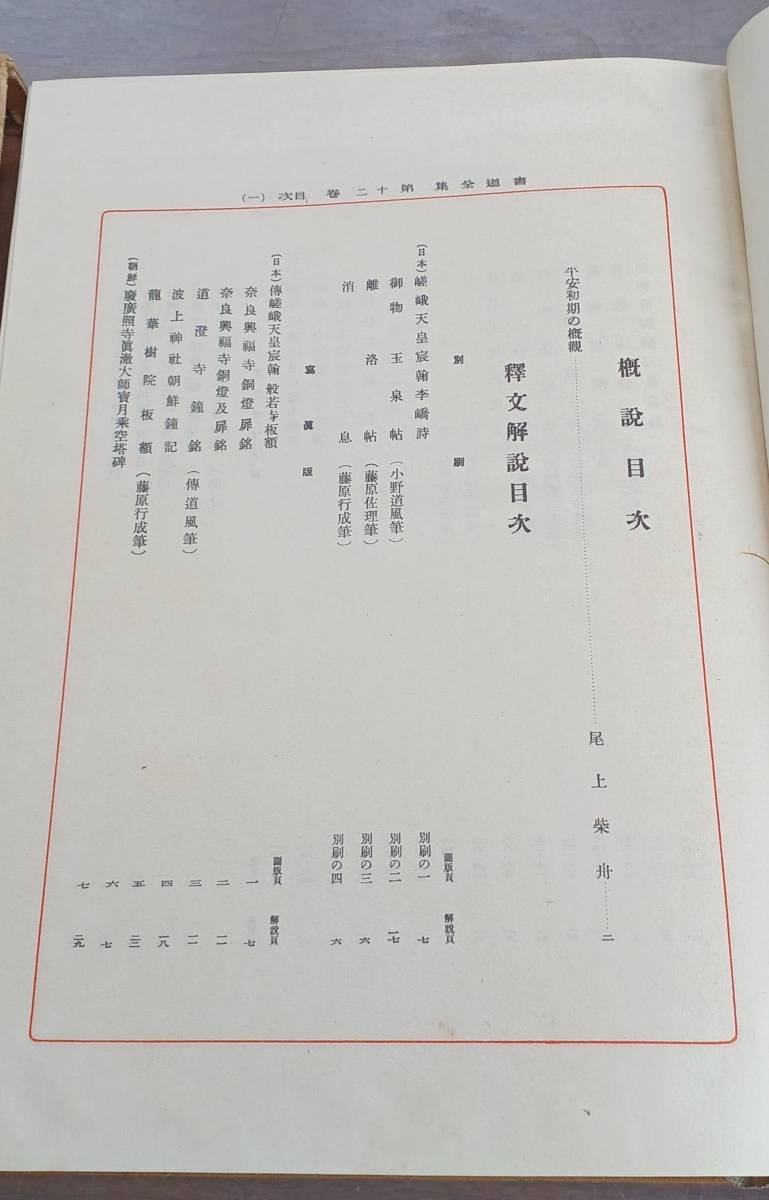 書道全集 第十二卷 目次 (一)
概說目次
平安初期の概觀……尾上柴舟……二
釋文解說目次
別刷 圖版頁 解說頁
(日本)嵯峨天皇宸翰李嶠詩 別刷の一 七
御物玉泉帖(小野道風筆) 別刷の二 一七
離洛帖(藤原佐理筆) 別刷の三 六
消息(藤原行成筆) 別刷の四 六
寫眞版 圖版頁 解說頁
(日本)傳嵯峨天皇宸翰般若寺板額 一 七
奈良興福寺銅燈扉銘 二 一一
奈良興福寺銅燈及扉銘 三 一一
道澄寺鐘銘(傳道風筆) 四 一八
波上神社朝鮮鐘記 五 二三
龍華樹院板額(藤原行成筆) 六 七
(朝鮮)廢廣照寺眞澈大師寶月乘空塔碑 七 二九